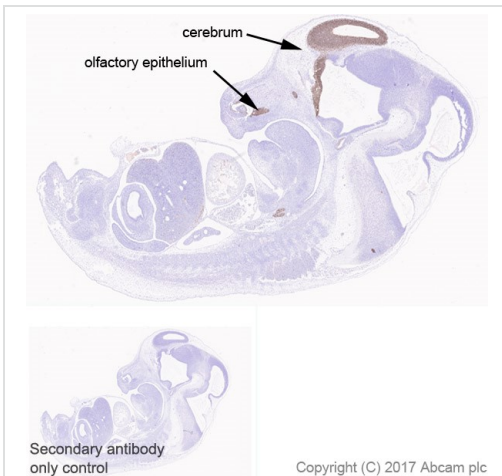 cerebrum
olfactory epithelium
Secondary antibody
only control
Copyright (C) 2017 Abcam plc